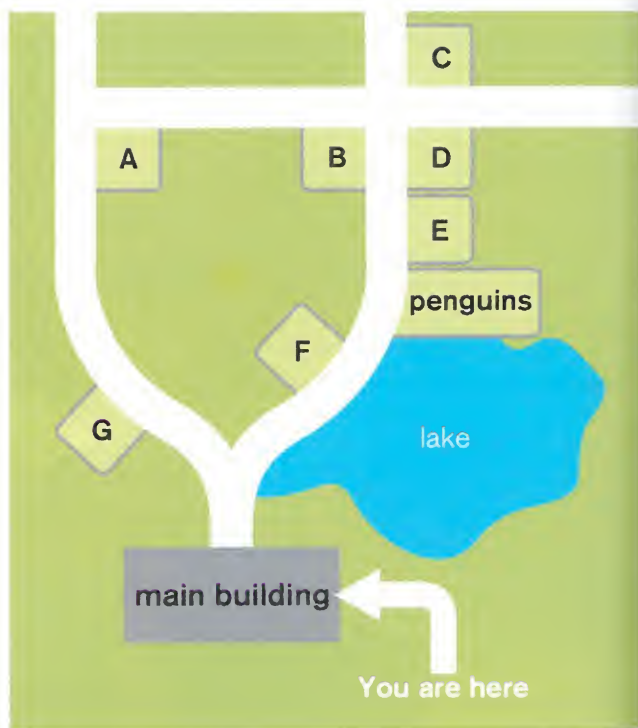 C
A B D
E
penguins
F
G
lake
main building
You are here